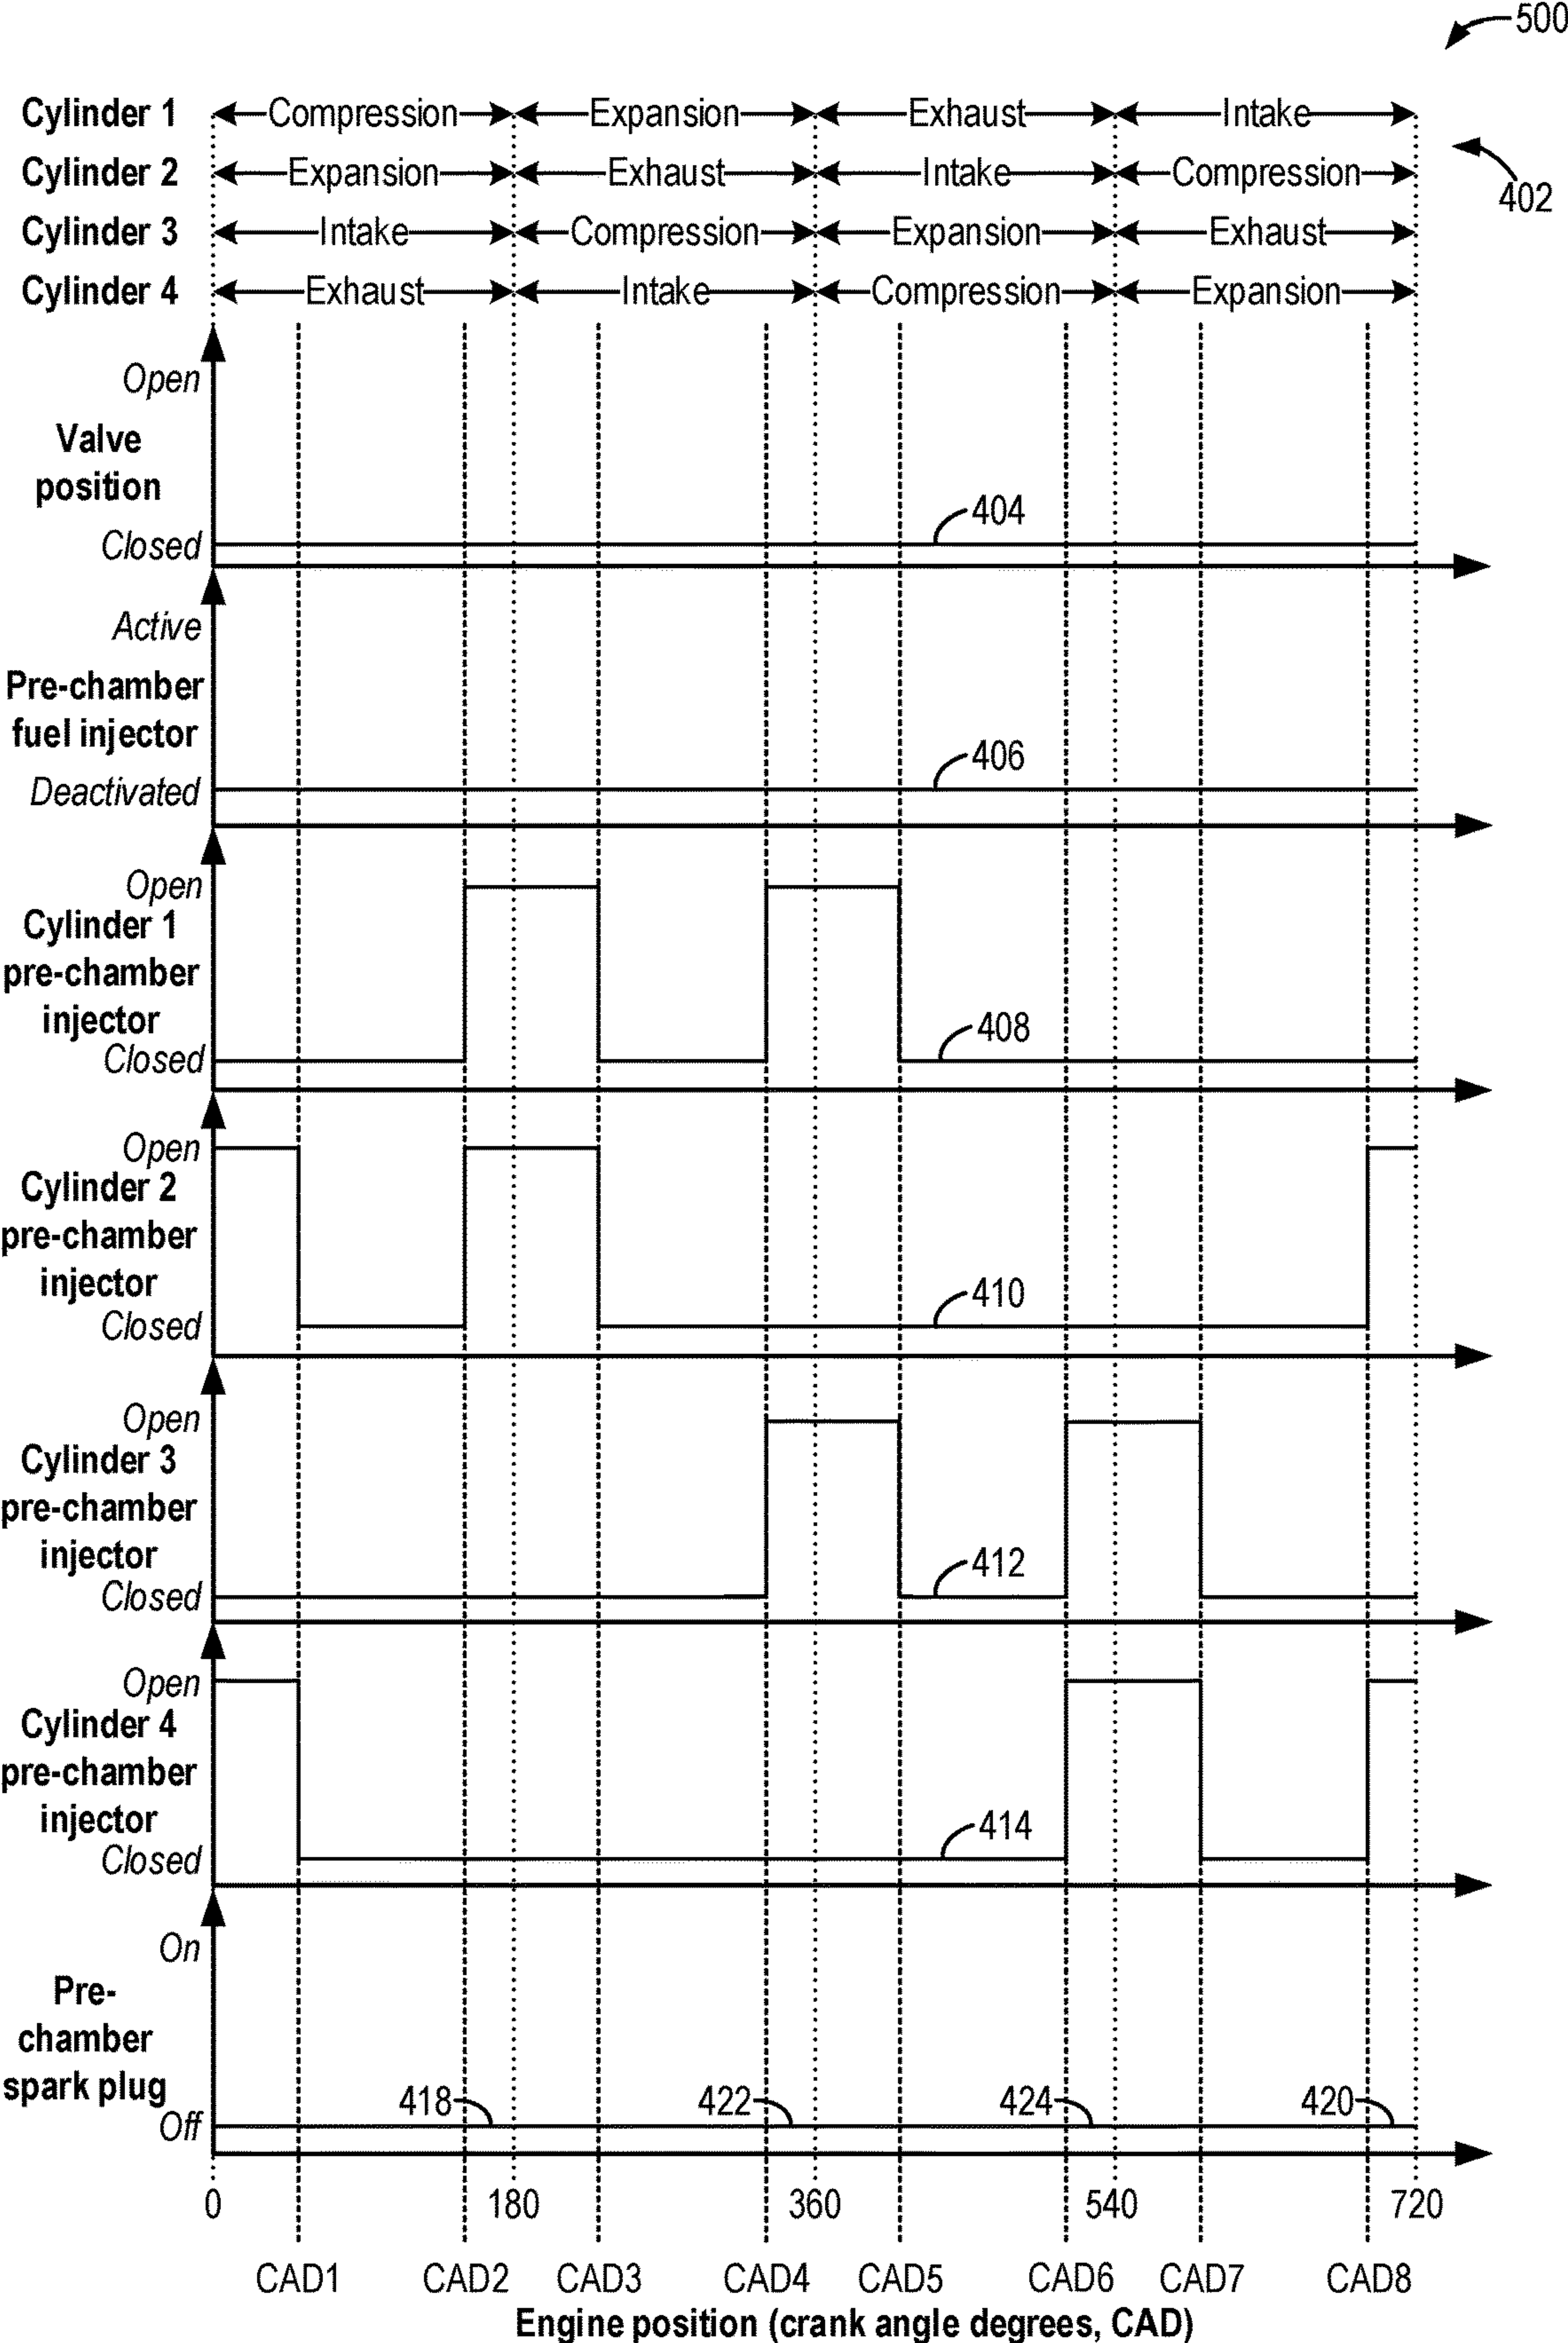 500
Cylinder 1 Compression Expansion Exhaust Intake
Cylinder 2 Expansion Exhaust Intake Compression
402
Cylinder 3 Intake Compression Expansion Exhaust
Cylinder 4 Exhaust Intake Compression Expansion
Open
Valve
position
404
Closed
Active
Pre-chamber
fuel injector
406
Deactivated
Open
Cylinder 1
pre-chamber
injector
408
Closed
Open
Cylinder 2
pre-chamber
injector
410
Closed
Open
Cylinder 3
pre-chamber
injector
412
Closed
Open
Cylinder 4
pre-chamber
injector
414
Closed
On
Pre-
chamber
spark plug
418 422 424 420
Off
0 180 360 540 720
CAD1 CAD2 CAD3 CAD4 CAD5 CAD6 CAD7 CAD8
Engine position (crank angle degrees, CAD)